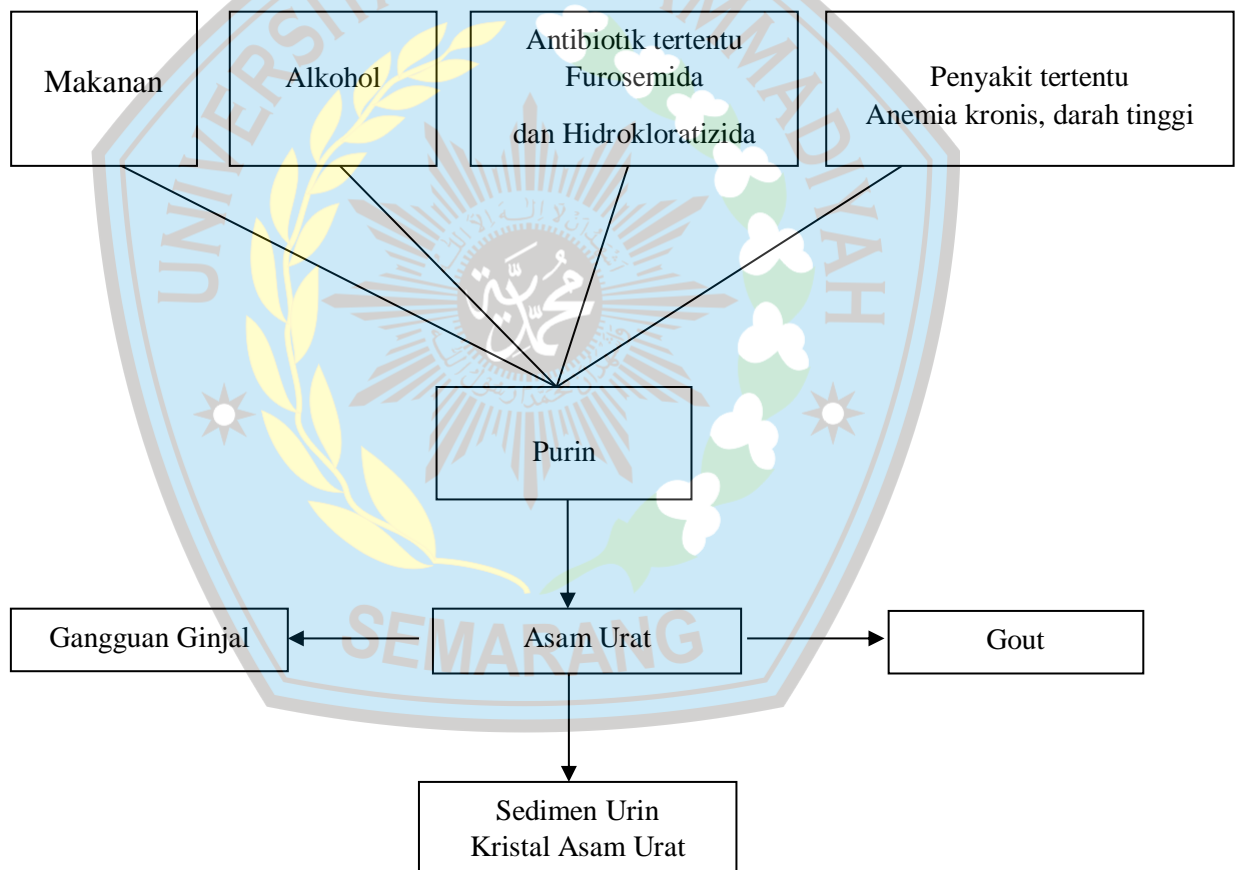 Makanan
Alkohol
Antibiotik tertentu
Furosemida
dan Hidrokloratizida
Penyakit tertentu
Anemia kronis, darah tinggi
Purin
Gangguan Ginjal
Asam Urat
Gout
Sedimen Urin
Kristal Asam Urat
SEMARANG